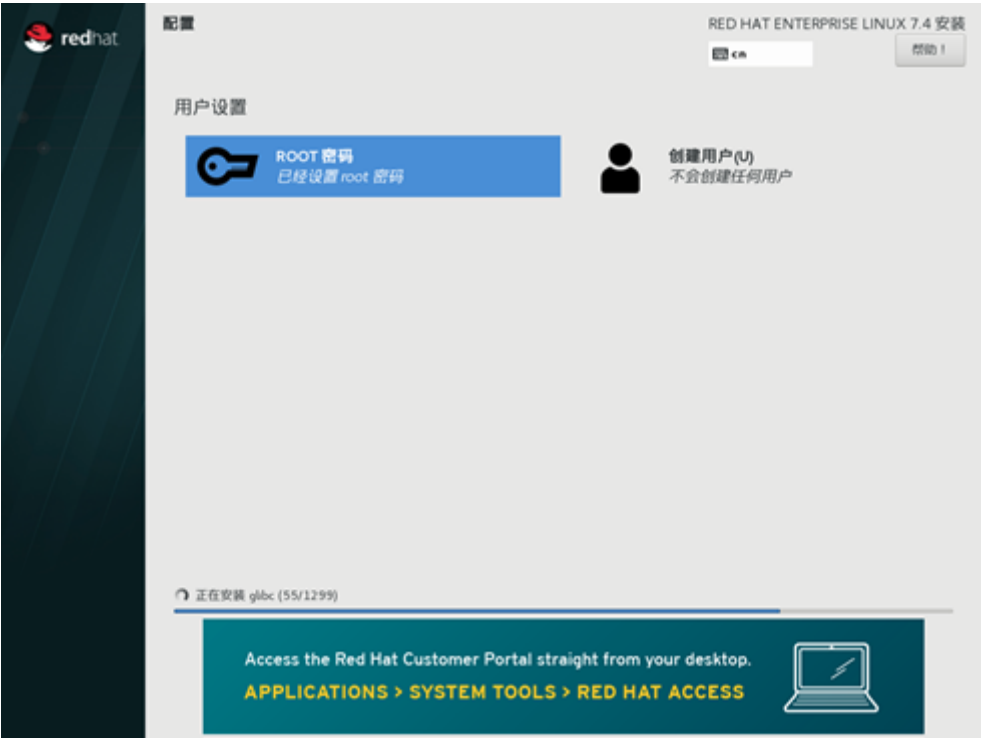 redhat
配置
RED HAT ENTERPRISE LINUX 7.4 安装
cn
帮助！
用户设置
ROOT 密码
已经设置 root 密码
创建用户(U)
不会创建任何用户
正在安装 glibc (55/1299)
Access the Red Hat Customer Portal straight from your desktop.
APPLICATIONS > SYSTEM TOOLS > RED HAT ACCESS